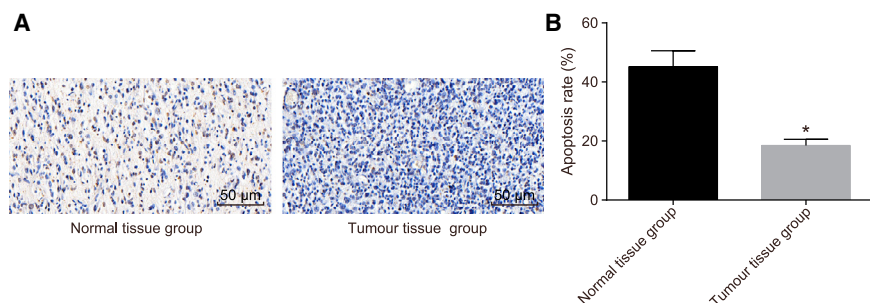 A
50 µm
Normal tissue group
50 µm
Tumour tissue group
B
Apoptosis rate (%)
60
40
20
0
*
Normal tissue group
Tumour tissue group